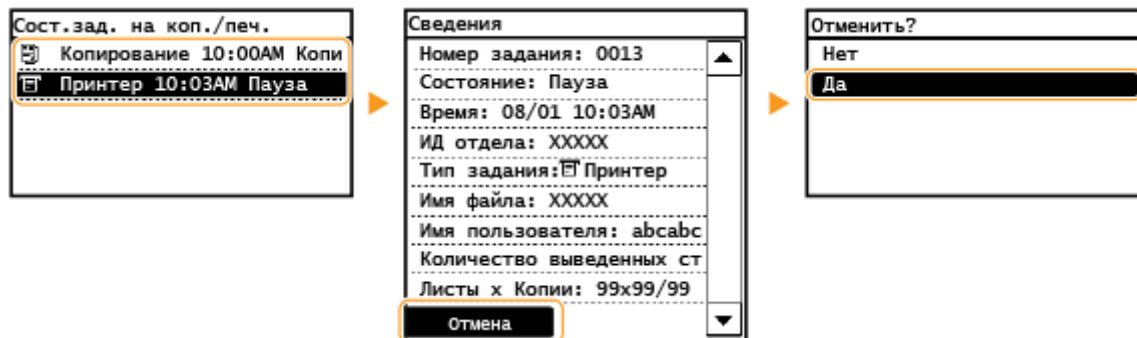 Сост.зад. на коп./печ.
Копирование 10:00AM Копи
Принтер 10:03AM Пауза
Сведения
Номер задания: 0013
Состояние: Пауза
Время: 08/01 10:03AM
ИД отдела: XXXXX
Тип задания: Принтер
Имя файла: XXXXX
Имя пользователя: abcabc
Количество выведенных ст
Листы x Копии: 99x99/99
Отмена
Отменить?
Нет
Да